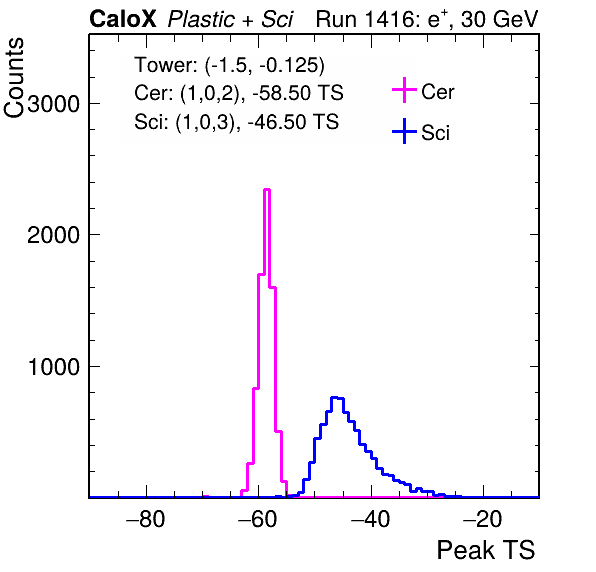 CaloX Plastic + Sci Run 1416: e+, 30 GeV
Counts
Tower: (-1.5, -0.125)
Cer: (1,0,2), -58.50 TS
Sci: (1,0,3), -46.50 TS
Cer
Sci
3000
2000
1000
−80 −60 −40 −20
Peak TS